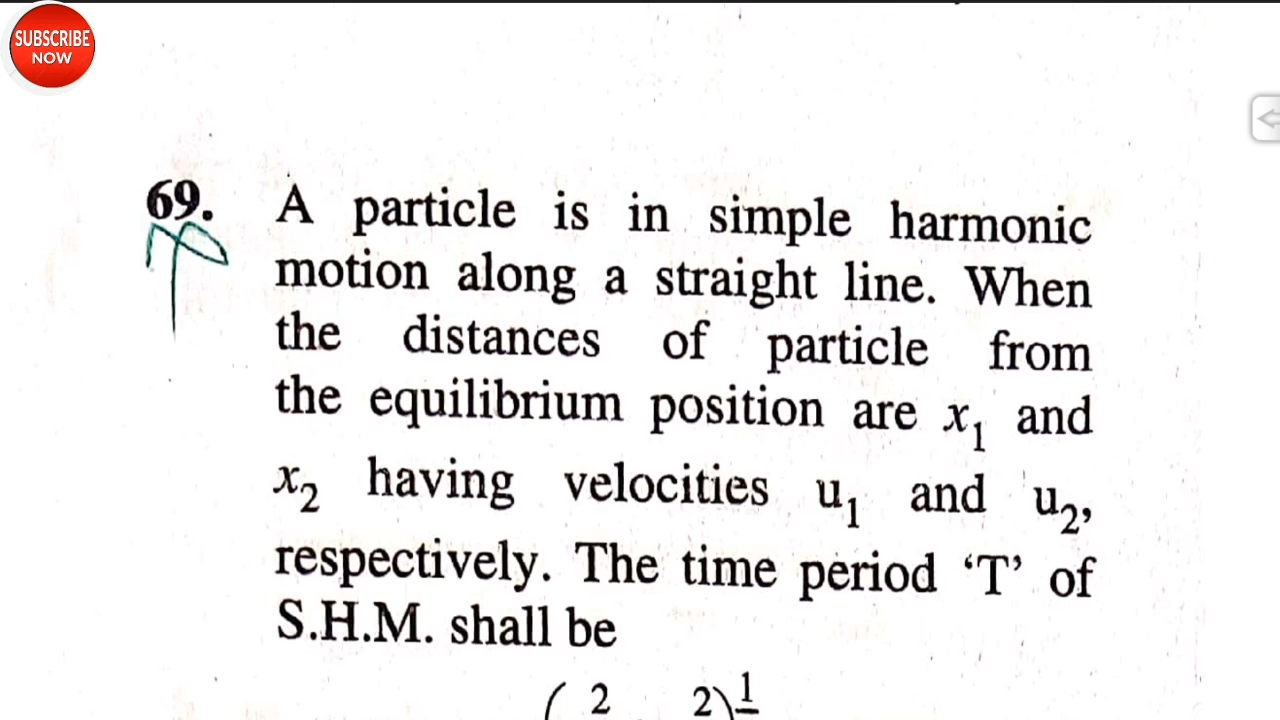 SUBSCRIBE
NOW
69. A particle is in simple harmonic
motion along a straight line. When
the distances of particle from
the equilibrium position are x₁ and
x₂ having velocities u₁ and u₂,
respectively. The time period ‘T’ of
S.H.M. shall be